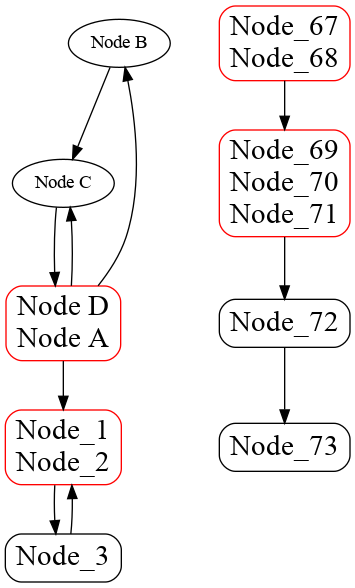 Node B
Node C
Node D
Node A
Node_1
Node_2
Node_3
Node_67
Node_68
Node_69
Node_70
Node_71
Node_72
Node_73